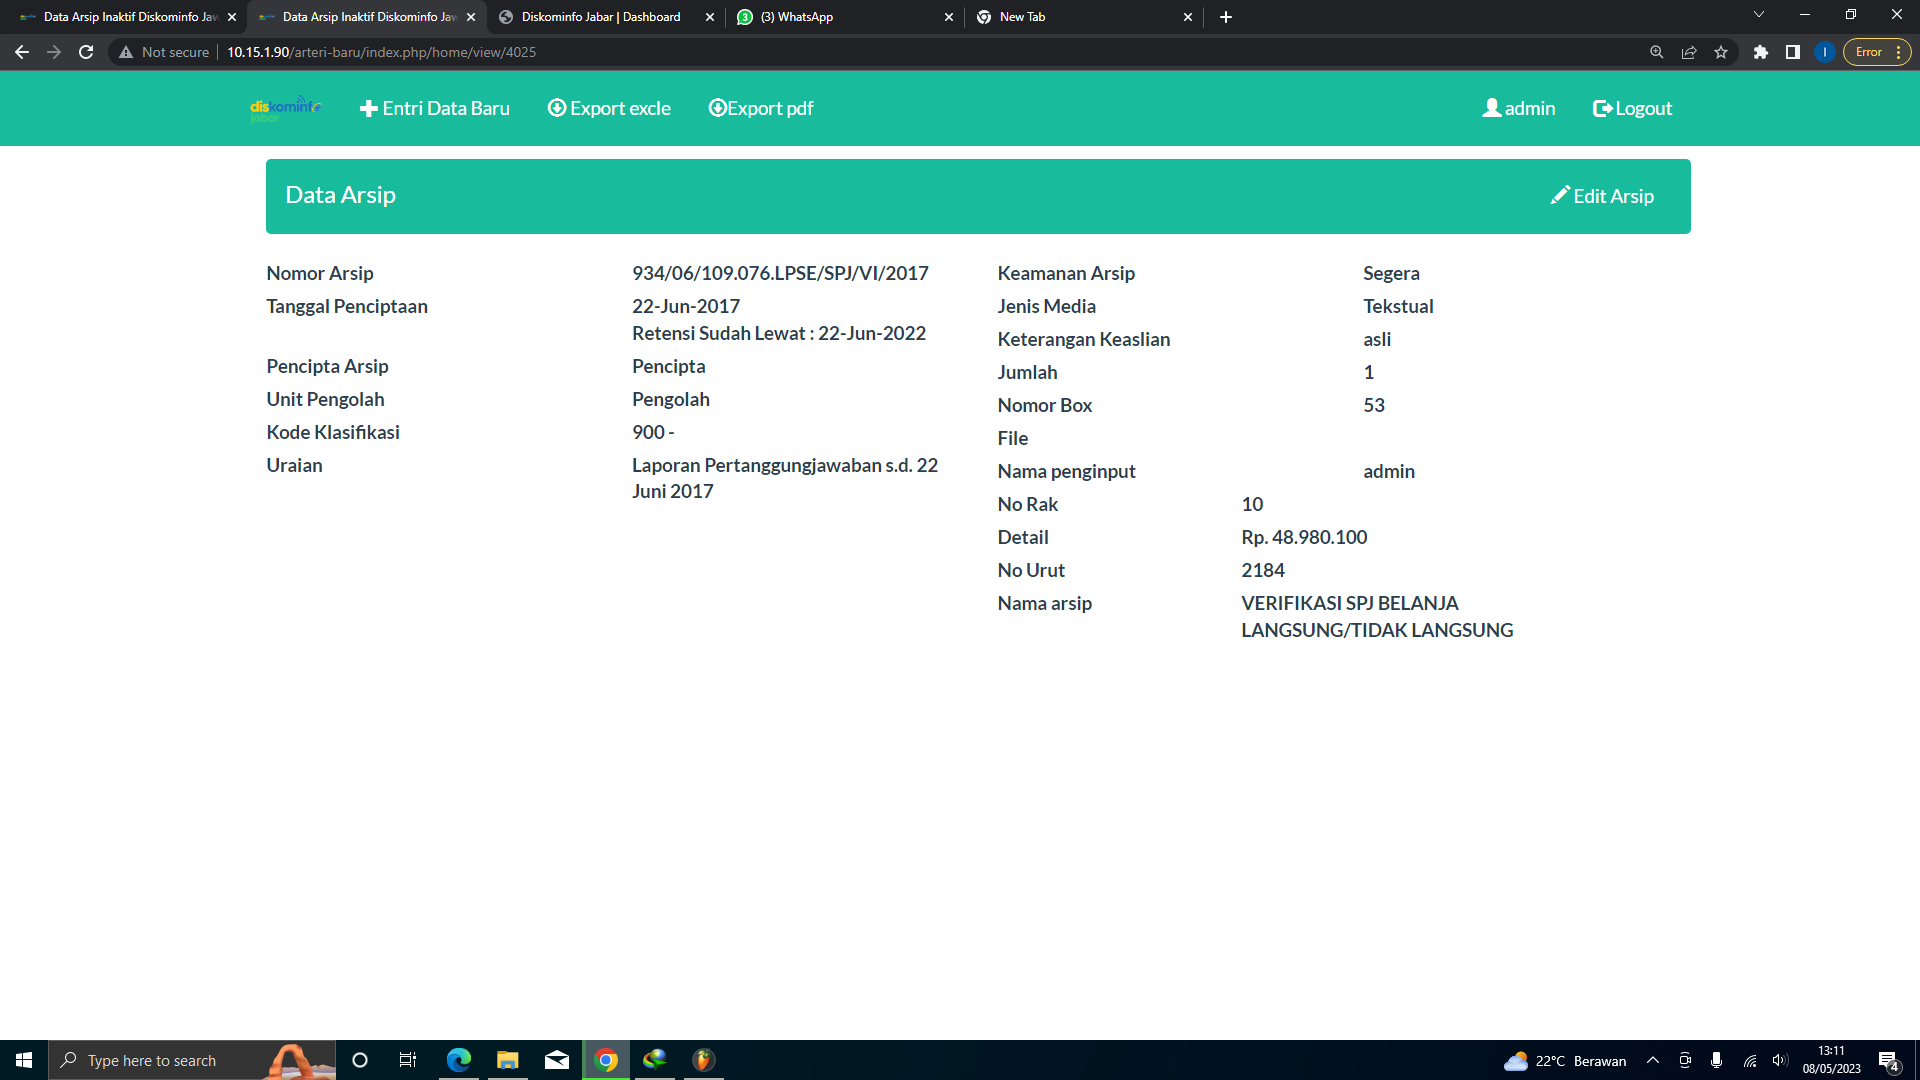 Data Arsip Inaktif Diskominfo Jaw
Data Arsip Inaktif Diskominfo Jaw
Diskominfo Jabar | Dashboard
(3) WhatsApp
New Tab
Not secure
10.15.1.90/arteri-baru/index.php/home/view/4025
Error
diskominfo
jabar
Entri Data Baru
Export excle
Export pdf
admin
Logout
Data Arsip
Edit Arsip
Nomor Arsip 934/06/109.076.LPSE/SPJ/VI/2017
Tanggal Penciptaan 22-Jun-2017
Retensi Sudah Lewat : 22-Jun-2022
Pencipta Arsip Pencipta
Unit Pengolah Pengolah
Kode Klasifikasi 900 -
Uraian Laporan Pertanggungjawaban s.d. 22
Juni 2017
Keamanan Arsip Segera
Jenis Media Tekstual
Keterangan Keaslian asli
Jumlah 1
Nomor Box 53
File
Nama penginput admin
No Rak 10
Detail Rp. 48.980.100
No Urut 2184
Nama arsip VERIFIKASI SPJ BELANJA
LANGSUNG/TIDAK LANGSUNG
Type here to search
22°C Berawan
13:11
08/05/2023
4